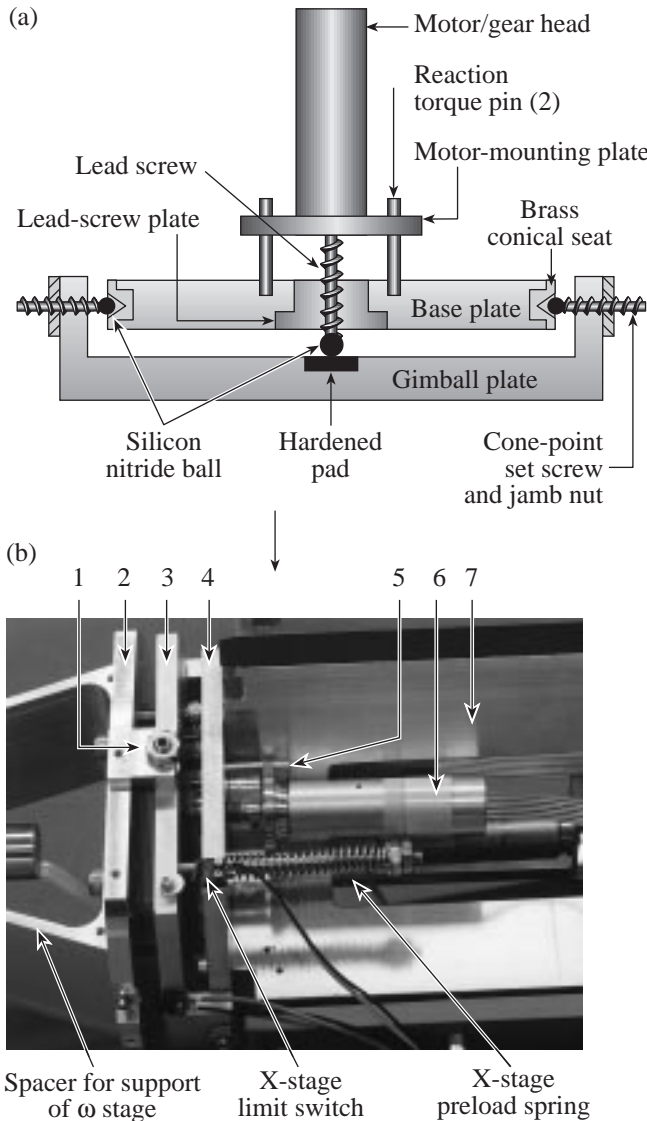 (a)
Motor/gear head
Reaction
torque pin (2)
Motor-mounting plate
Lead screw
Lead-screw plate
Brass
conical seat
Base plate
Gimball plate
Silicon
nitride ball
Hardened
pad
Cone-point
set screw
and jamb nut
(b)
1 2 3 4 5 6 7
Spacer for support
of ω stage
X-stage
limit switch
X-stage
preload spring